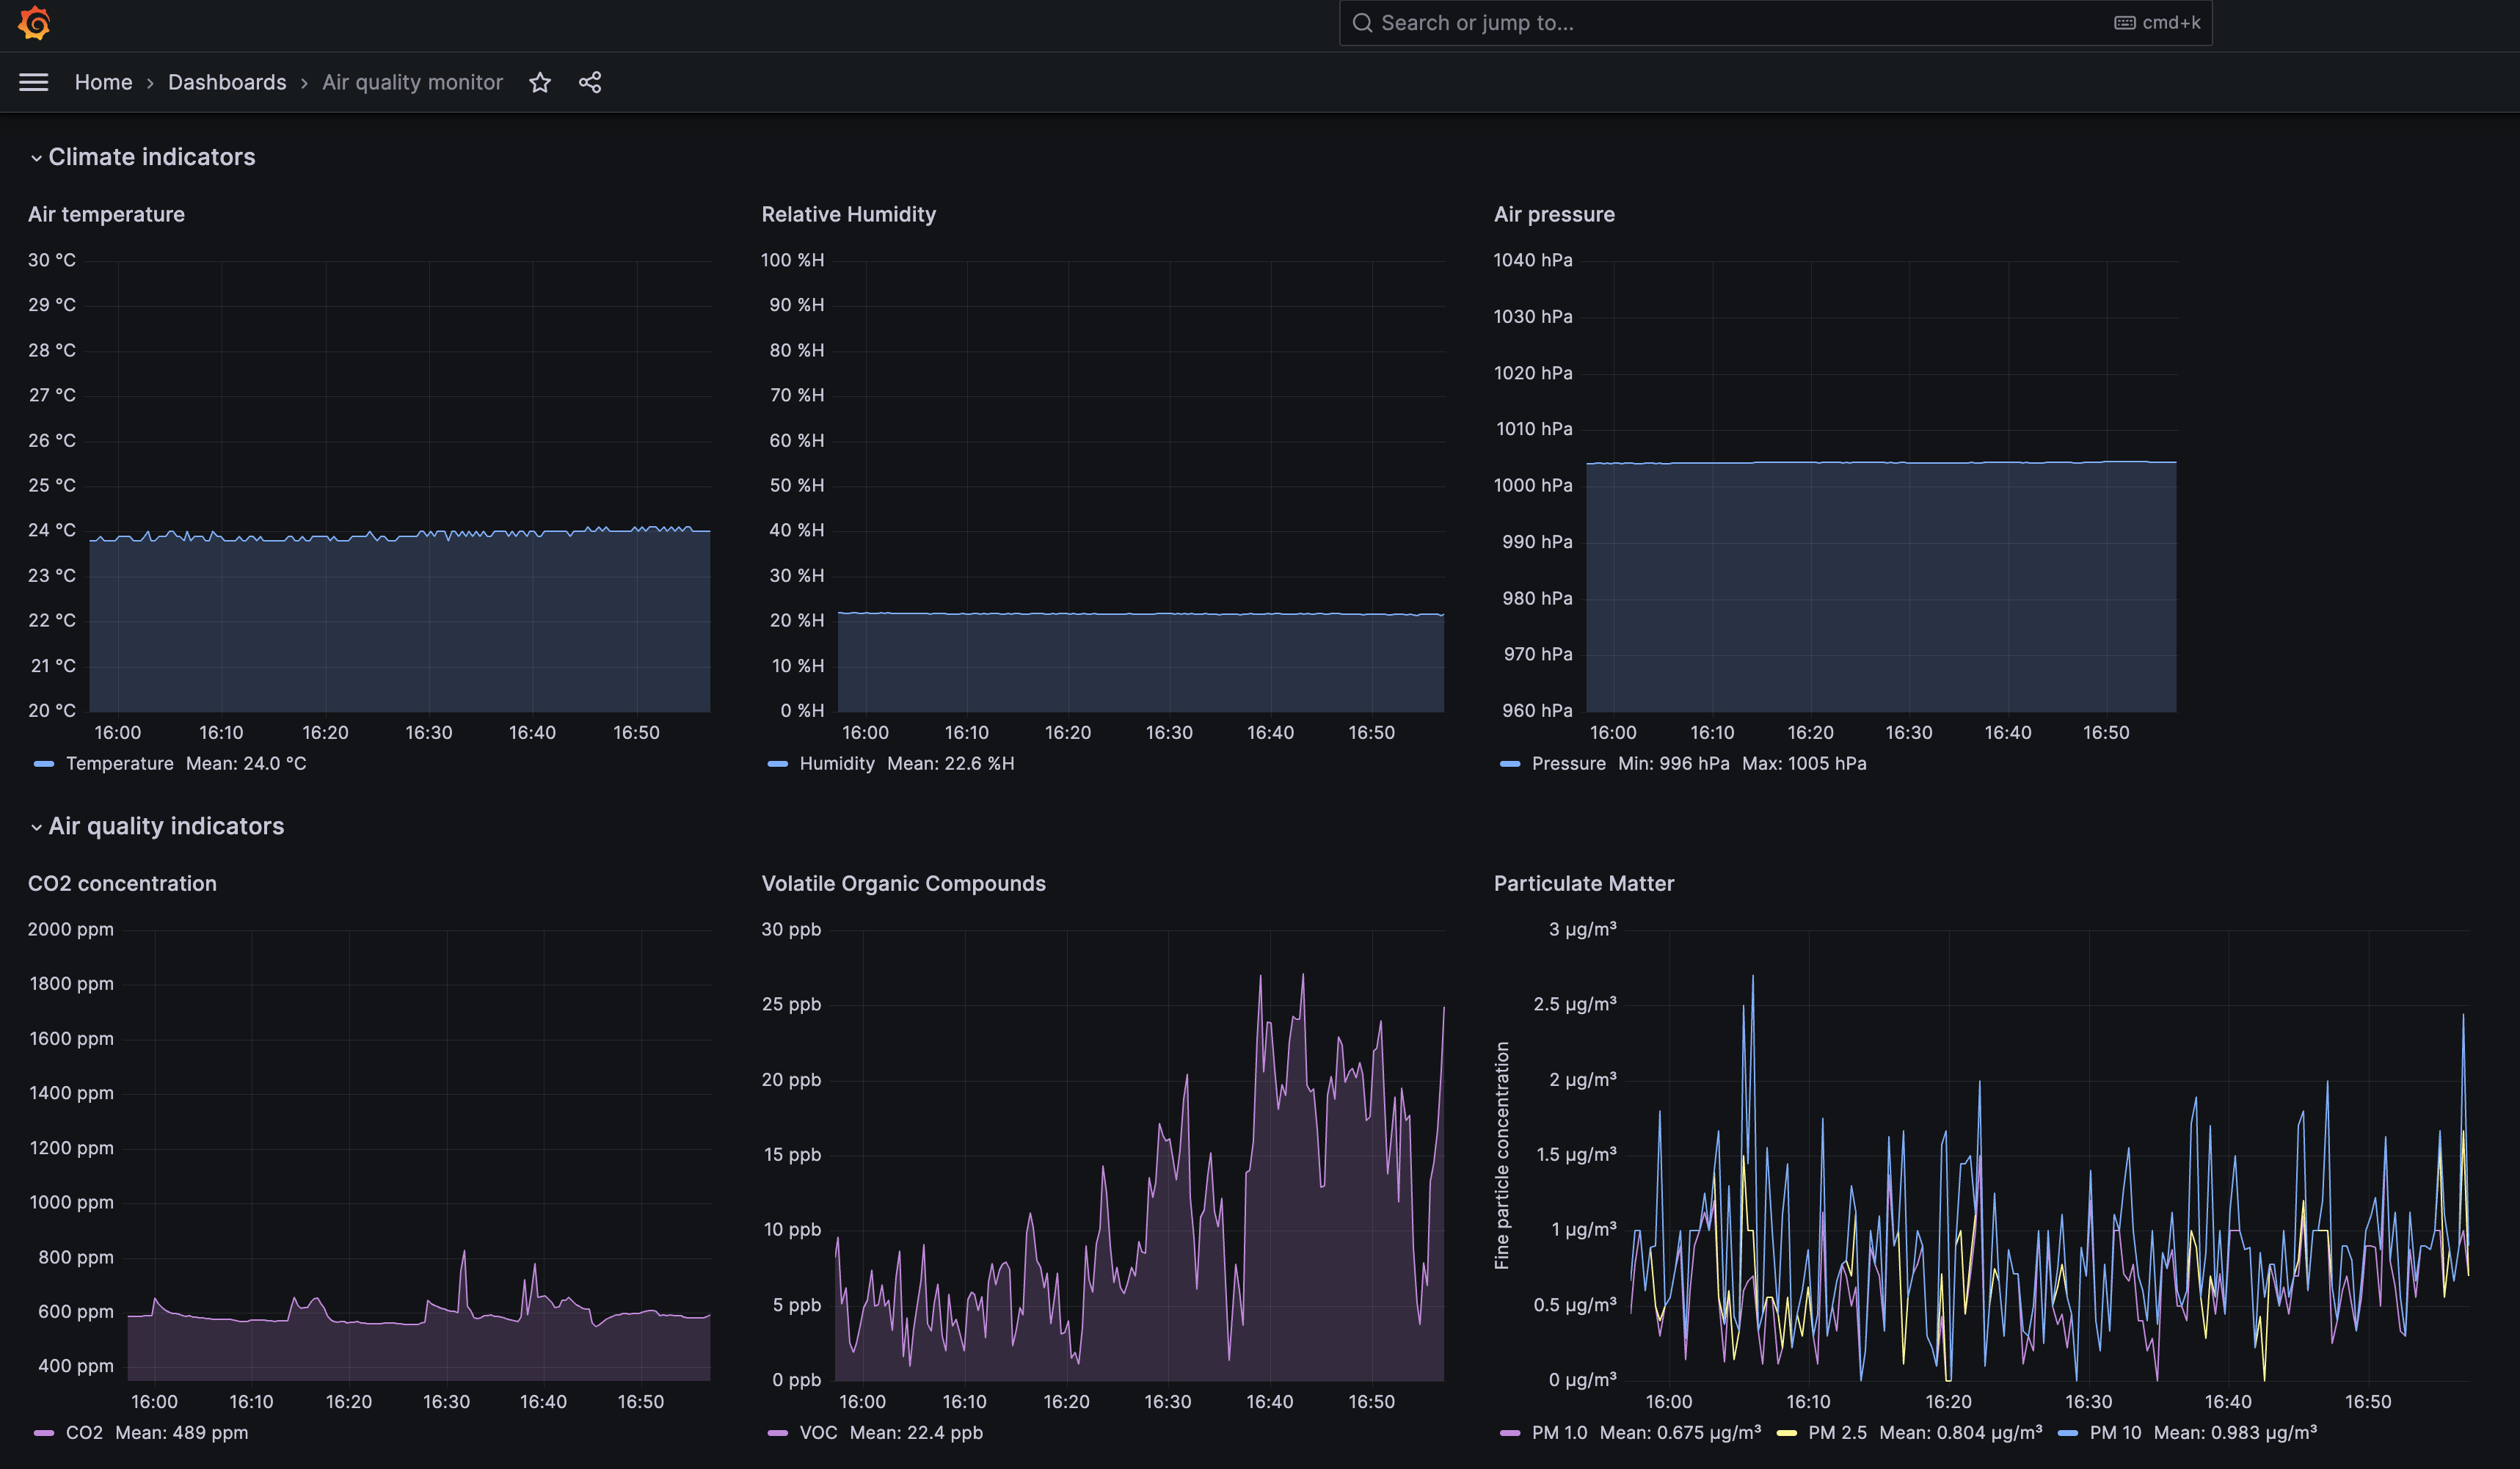 Search or jump to...
cmd+k
Home › Dashboards › Air quality monitor
Climate indicators
Air temperature
30 °C
29 °C
28 °C
27 °C
26 °C
25 °C
24 °C
23 °C
22 °C
21 °C
20 °C
16:00 16:10 16:20 16:30 16:40 16:50
Temperature Mean: 24.0 °C
Relative Humidity
100 %H
90 %H
80 %H
70 %H
60 %H
50 %H
40 %H
30 %H
20 %H
10 %H
0 %H
16:00 16:10 16:20 16:30 16:40 16:50
Humidity Mean: 22.6 %H
Air pressure
1040 hPa
1030 hPa
1020 hPa
1010 hPa
1000 hPa
990 hPa
980 hPa
970 hPa
960 hPa
16:00 16:10 16:20 16:30 16:40 16:50
Pressure Min: 996 hPa Max: 1005 hPa
Air quality indicators
CO2 concentration
2000 ppm
1800 ppm
1600 ppm
1400 ppm
1200 ppm
1000 ppm
800 ppm
600 ppm
400 ppm
16:00 16:10 16:20 16:30 16:40 16:50
CO2 Mean: 489 ppm
Volatile Organic Compounds
30 ppb
25 ppb
20 ppb
15 ppb
10 ppb
5 ppb
0 ppb
16:00 16:10 16:20 16:30 16:40 16:50
VOC Mean: 22.4 ppb
Particulate Matter
Fine particle concentration
3 µg/m³
2.5 µg/m³
2 µg/m³
1.5 µg/m³
1 µg/m³
0.5 µg/m³
0 µg/m³
16:00 16:10 16:20 16:30 16:40 16:50
PM 1.0 Mean: 0.675 µg/m³ PM 2.5 Mean: 0.804 µg/m³ PM 10 Mean: 0.983 µg/m³